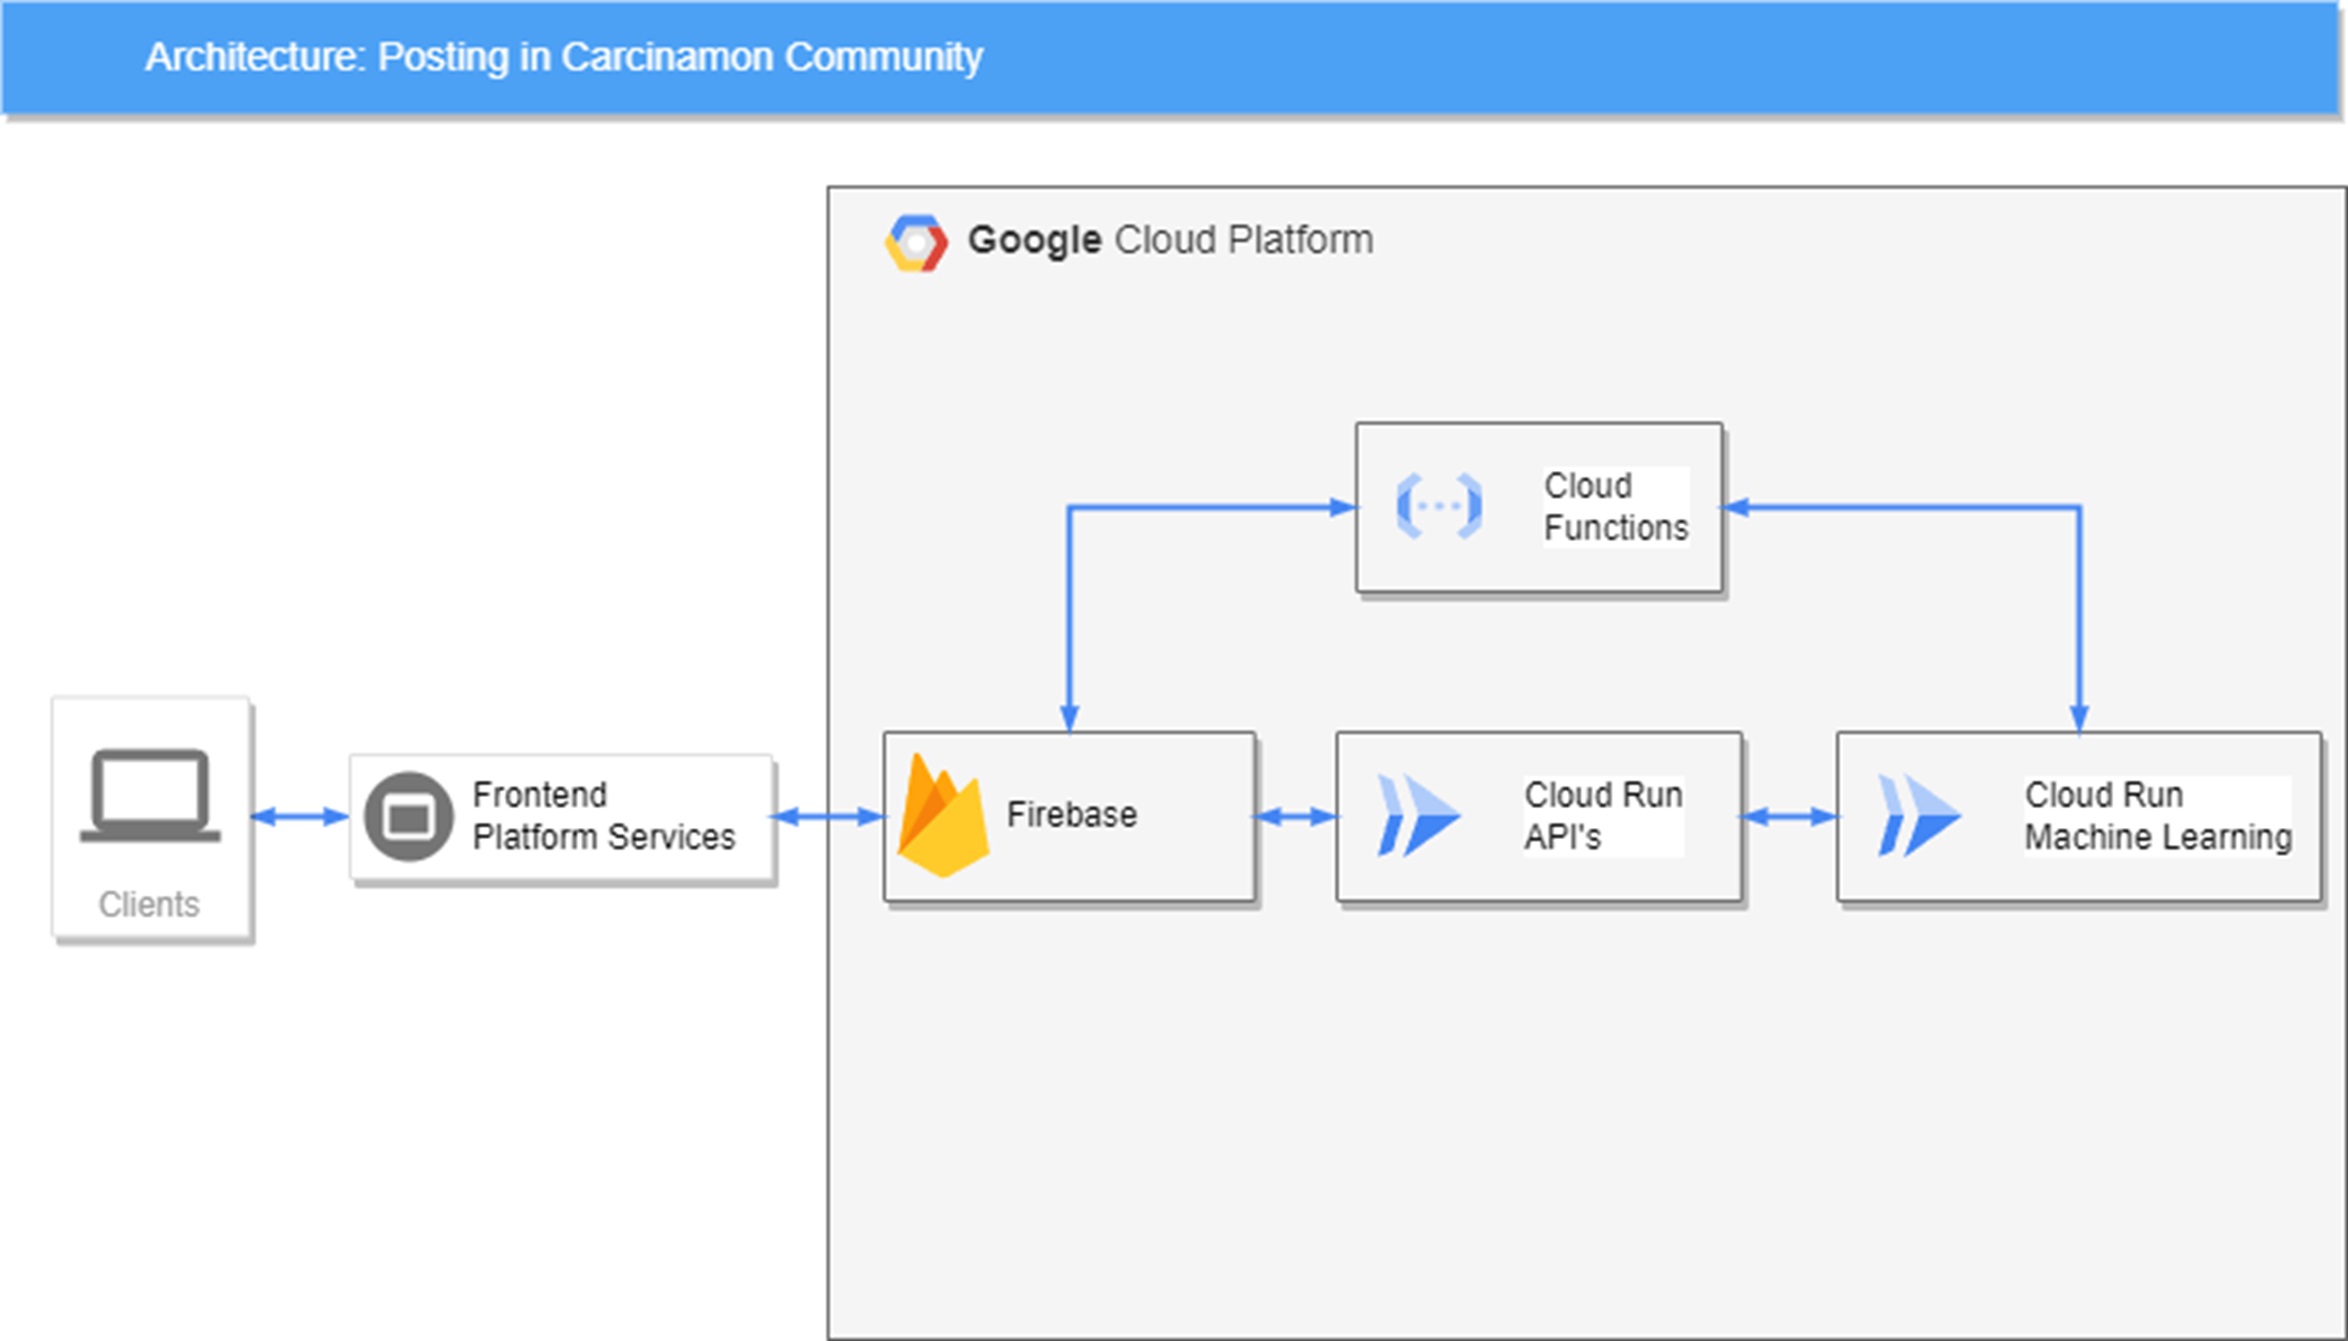 Architecture: Posting in Carcinamon Community
Google Cloud Platform
Cloud
Functions
Clients
Frontend
Platform Services
Firebase
Cloud Run
API's
Cloud Run
Machine Learning